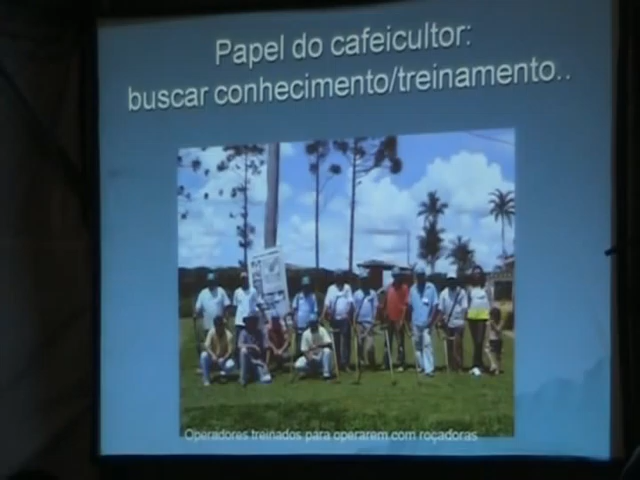 Papel do cafeicultor:
buscar conhecimento/treinamento..
Operadores treinados para operarem com roçadoras